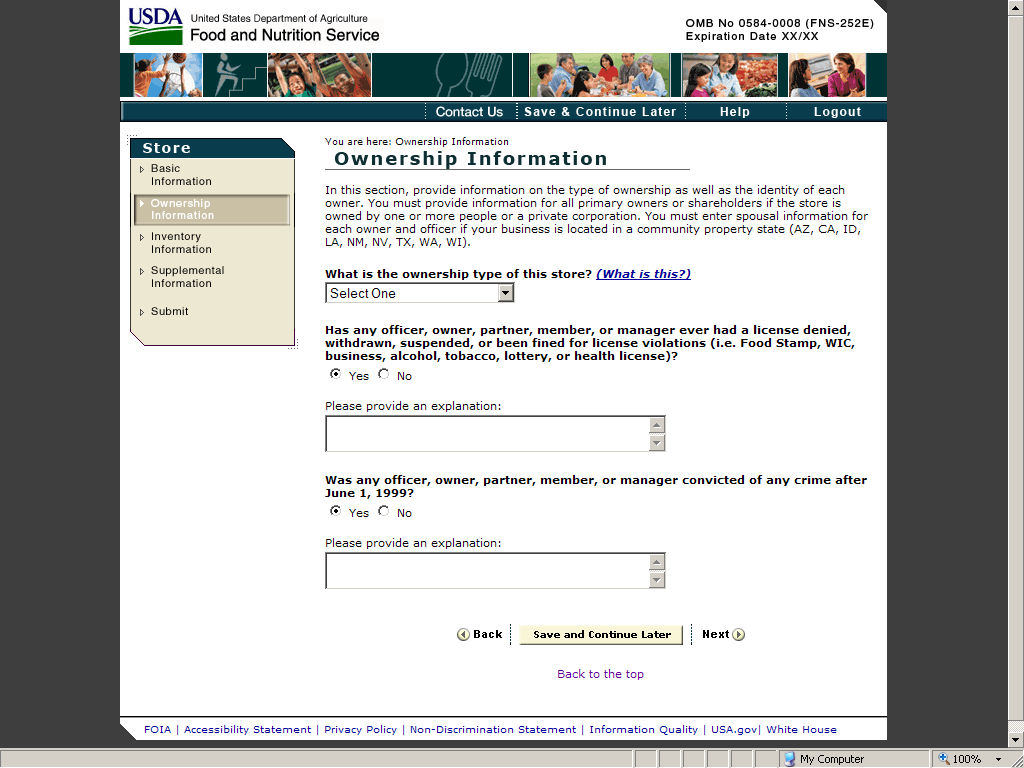 USDA United States Department of Agriculture
Food and Nutrition Service
OMB No 0584-0008 (FNS-252E)
Expiration Date XX/XX
Contact Us Save & Continue Later Help Logout
Store
Basic
Information
Ownership
Information
Inventory
Information
Supplemental
Information
Submit
You are here: Ownership Information
Ownership Information
In this section, provide information on the type of ownership as well as the identity of each
owner. You must provide information for all primary owners or shareholders if the store is
owned by one or more people or a private corporation. You must enter spousal information for
each owner and officer if your business is located in a community property state (AZ, CA, ID,
LA, NM, NV, TX, WA, WI).
What is the ownership type of this store? (What is this?)
Select One
Has any officer, owner, partner, member, or manager ever had a license denied,
withdrawn, suspended, or been fined for license violations (i.e. Food Stamp, WIC,
business, alcohol, tobacco, lottery, or health license)?
Yes No
Please provide an explanation:
Was any officer, owner, partner, member, or manager convicted of any crime after
June 1, 1999?
Yes No
Please provide an explanation:
Back Save and Continue Later Next
Back to the top
FOIA | Accessibility Statement | Privacy Policy | Non-Discrimination Statement | Information Quality | USA.gov| White House
My Computer 100%